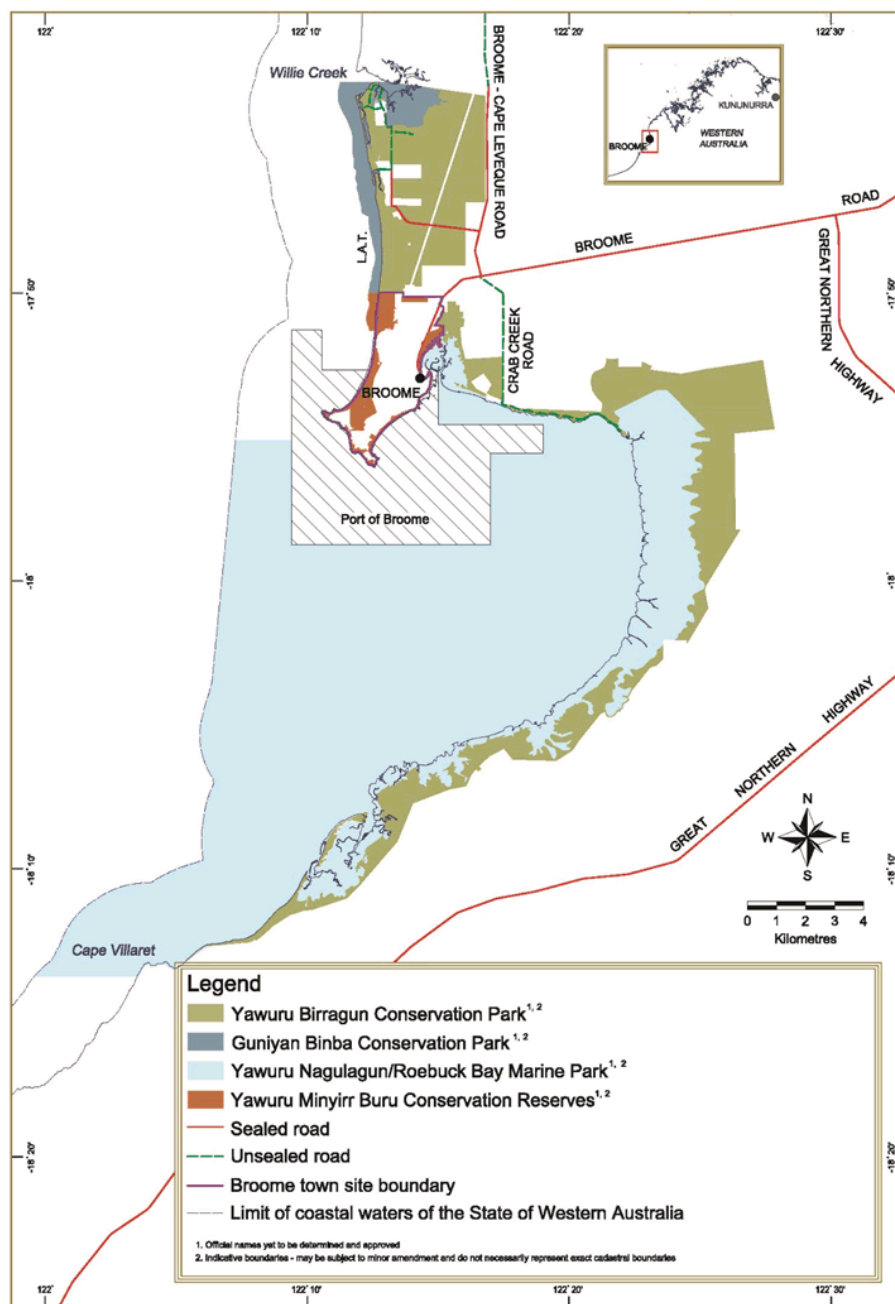 122°
122° 10'
122° 20'
122° 30'
Willie Creek
BROOME - CAPE LEVEQUE ROAD
KUNUNURRA
WESTERN
AUSTRALIA
BROOME
L.A.T.
BROOME
ROAD
GREAT NORTHERN
HIGHWAY
-17° 50'
-17° 50'
CRAB CREEK
ROAD
BROOME
Port of Broome
-18°
-18°
GREAT
NORTHERN
HIGHWAY
N
W
E
S
-18° 10'
-18° 10'
0 1 2 3 4
Kilometres
Cape Villaret
Legend
Yawuru Birragun Conservation Park1, 2
Guniyan Binba Conservation Park1, 2
Yawuru Nagulagun/Roebuck Bay Marine Park1, 2
Yawuru Minyirr Buru Conservation Reserves1, 2
Sealed road
Unsealed road
Broome town site boundary
Limit of coastal waters of the State of Western Australia
1. Official names yet to be determined and approved
2. Indicative boundaries - may be subject to minor amendment and do not necessarily represent exact cadastral boundaries
-18° 20'
-18° 20'
122°
122° 10'
122° 20'
122° 30'